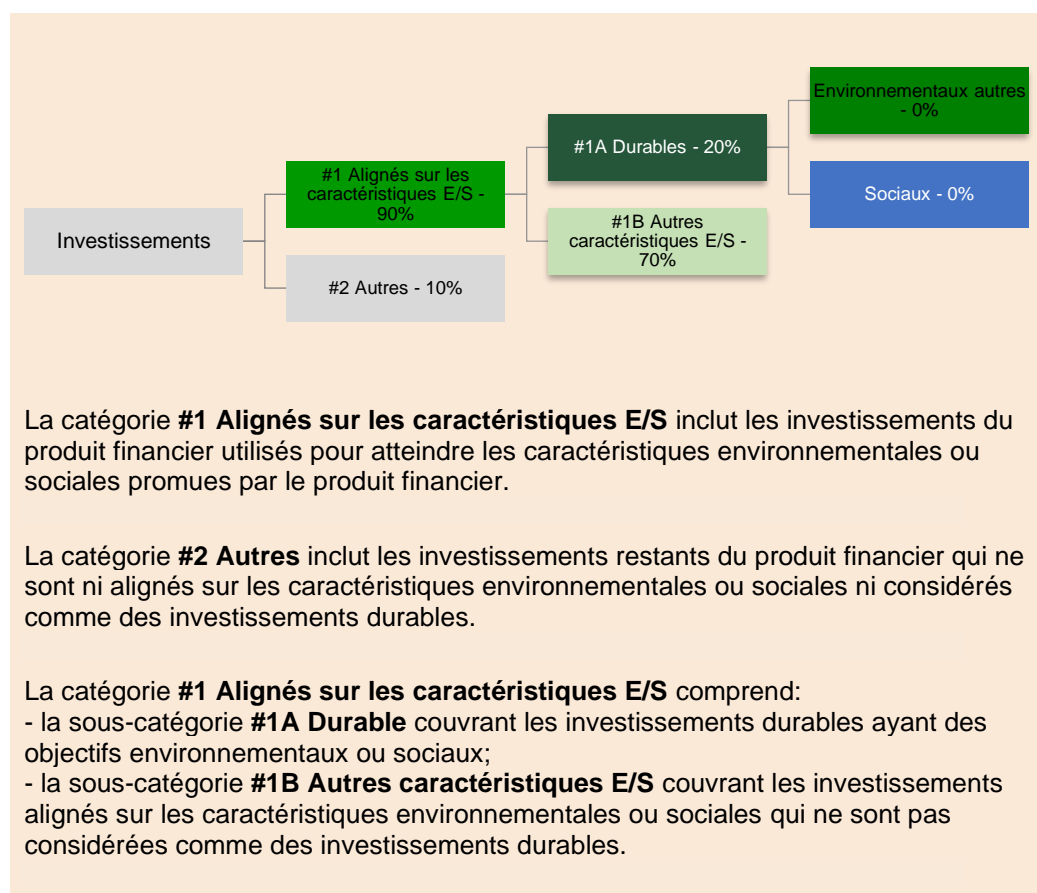 Environnementaux autres
- 0%
#1A Durables - 20%
#1 Alignés sur les
caractéristiques E/S -
90%
Sociaux - 0%
Investissements
#1B Autres
caractéristiques E/S -
70%
#2 Autres - 10%
La catégorie #1 Alignés sur les caractéristiques E/S inclut les investissements du
produit financier utilisés pour atteindre les caractéristiques environnementales ou
sociales promues par le produit financier.
La catégorie #2 Autres inclut les investissements restants du produit financier qui ne
sont ni alignés sur les caractéristiques environnementales ou sociales ni considérés
comme des investissements durables.
La catégorie #1 Alignés sur les caractéristiques E/S comprend:
- la sous-catégorie #1A Durable couvrant les investissements durables ayant des
objectifs environnementaux ou sociaux;
- la sous-catégorie #1B Autres caractéristiques E/S couvrant les investissements
alignés sur les caractéristiques environnementales ou sociales qui ne sont pas
considérées comme des investissements durables.